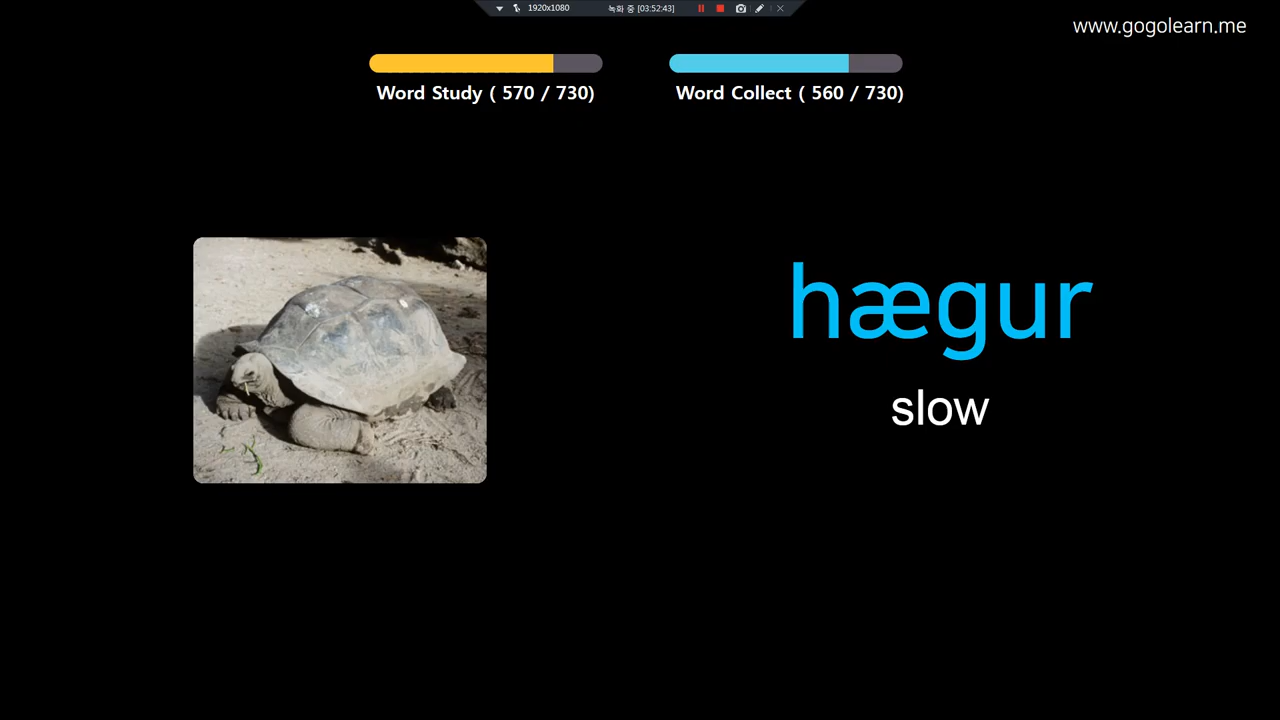 1920x1080 녹화 중 [03:52:43]
www.gogolearn.me
Word Study ( 570 / 730) Word Collect ( 560 / 730)
hægur
slow